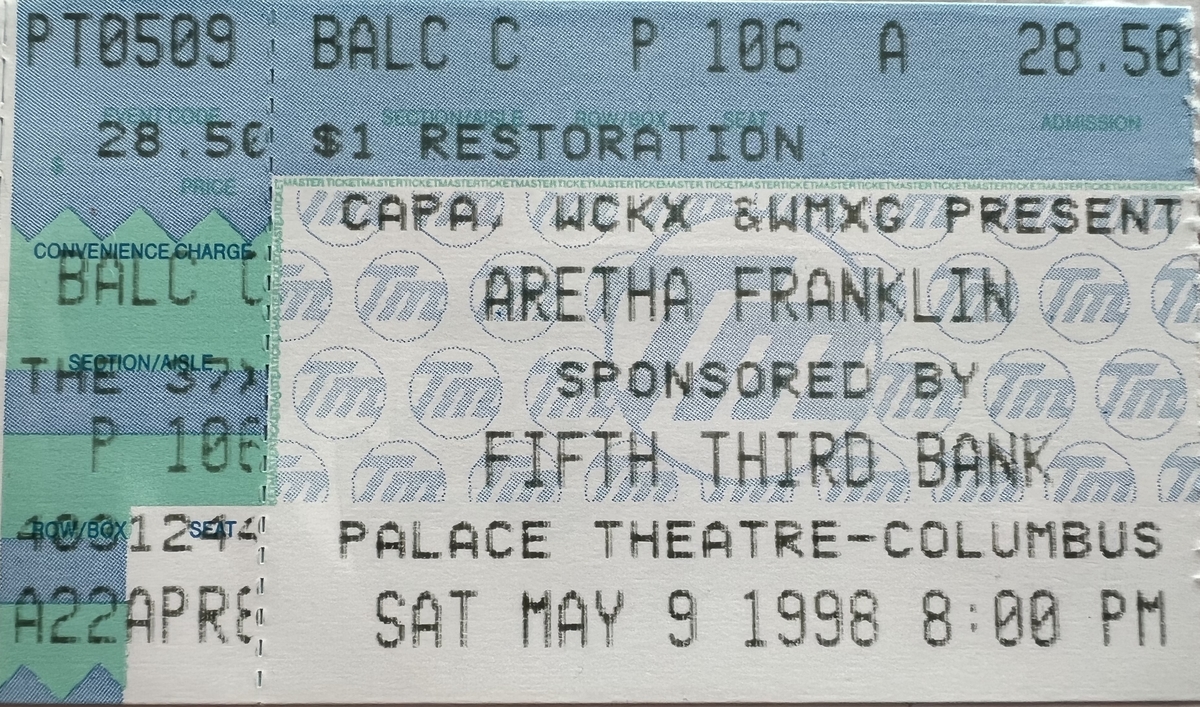 PT0509 BALC C P 106 A 28.50
EVENT CODE SECTION/AISLE ROW/BOX SEAT ADMISSION
$ 28.50 $1 RESTORATION
PRICE
CAPA, WCKX &WMXG PRESENT
CONVENIENCE CHARGE
BALC C ARETHA FRANKLIN
SECTION/AISLE SPONSORED BY
P 106 FIFTH THIRD BANK
ROW/BOX SEAT
PALACE THEATRE-COLUMBUS
A22APR8 SAT MAY 9 1998 8:00 PM